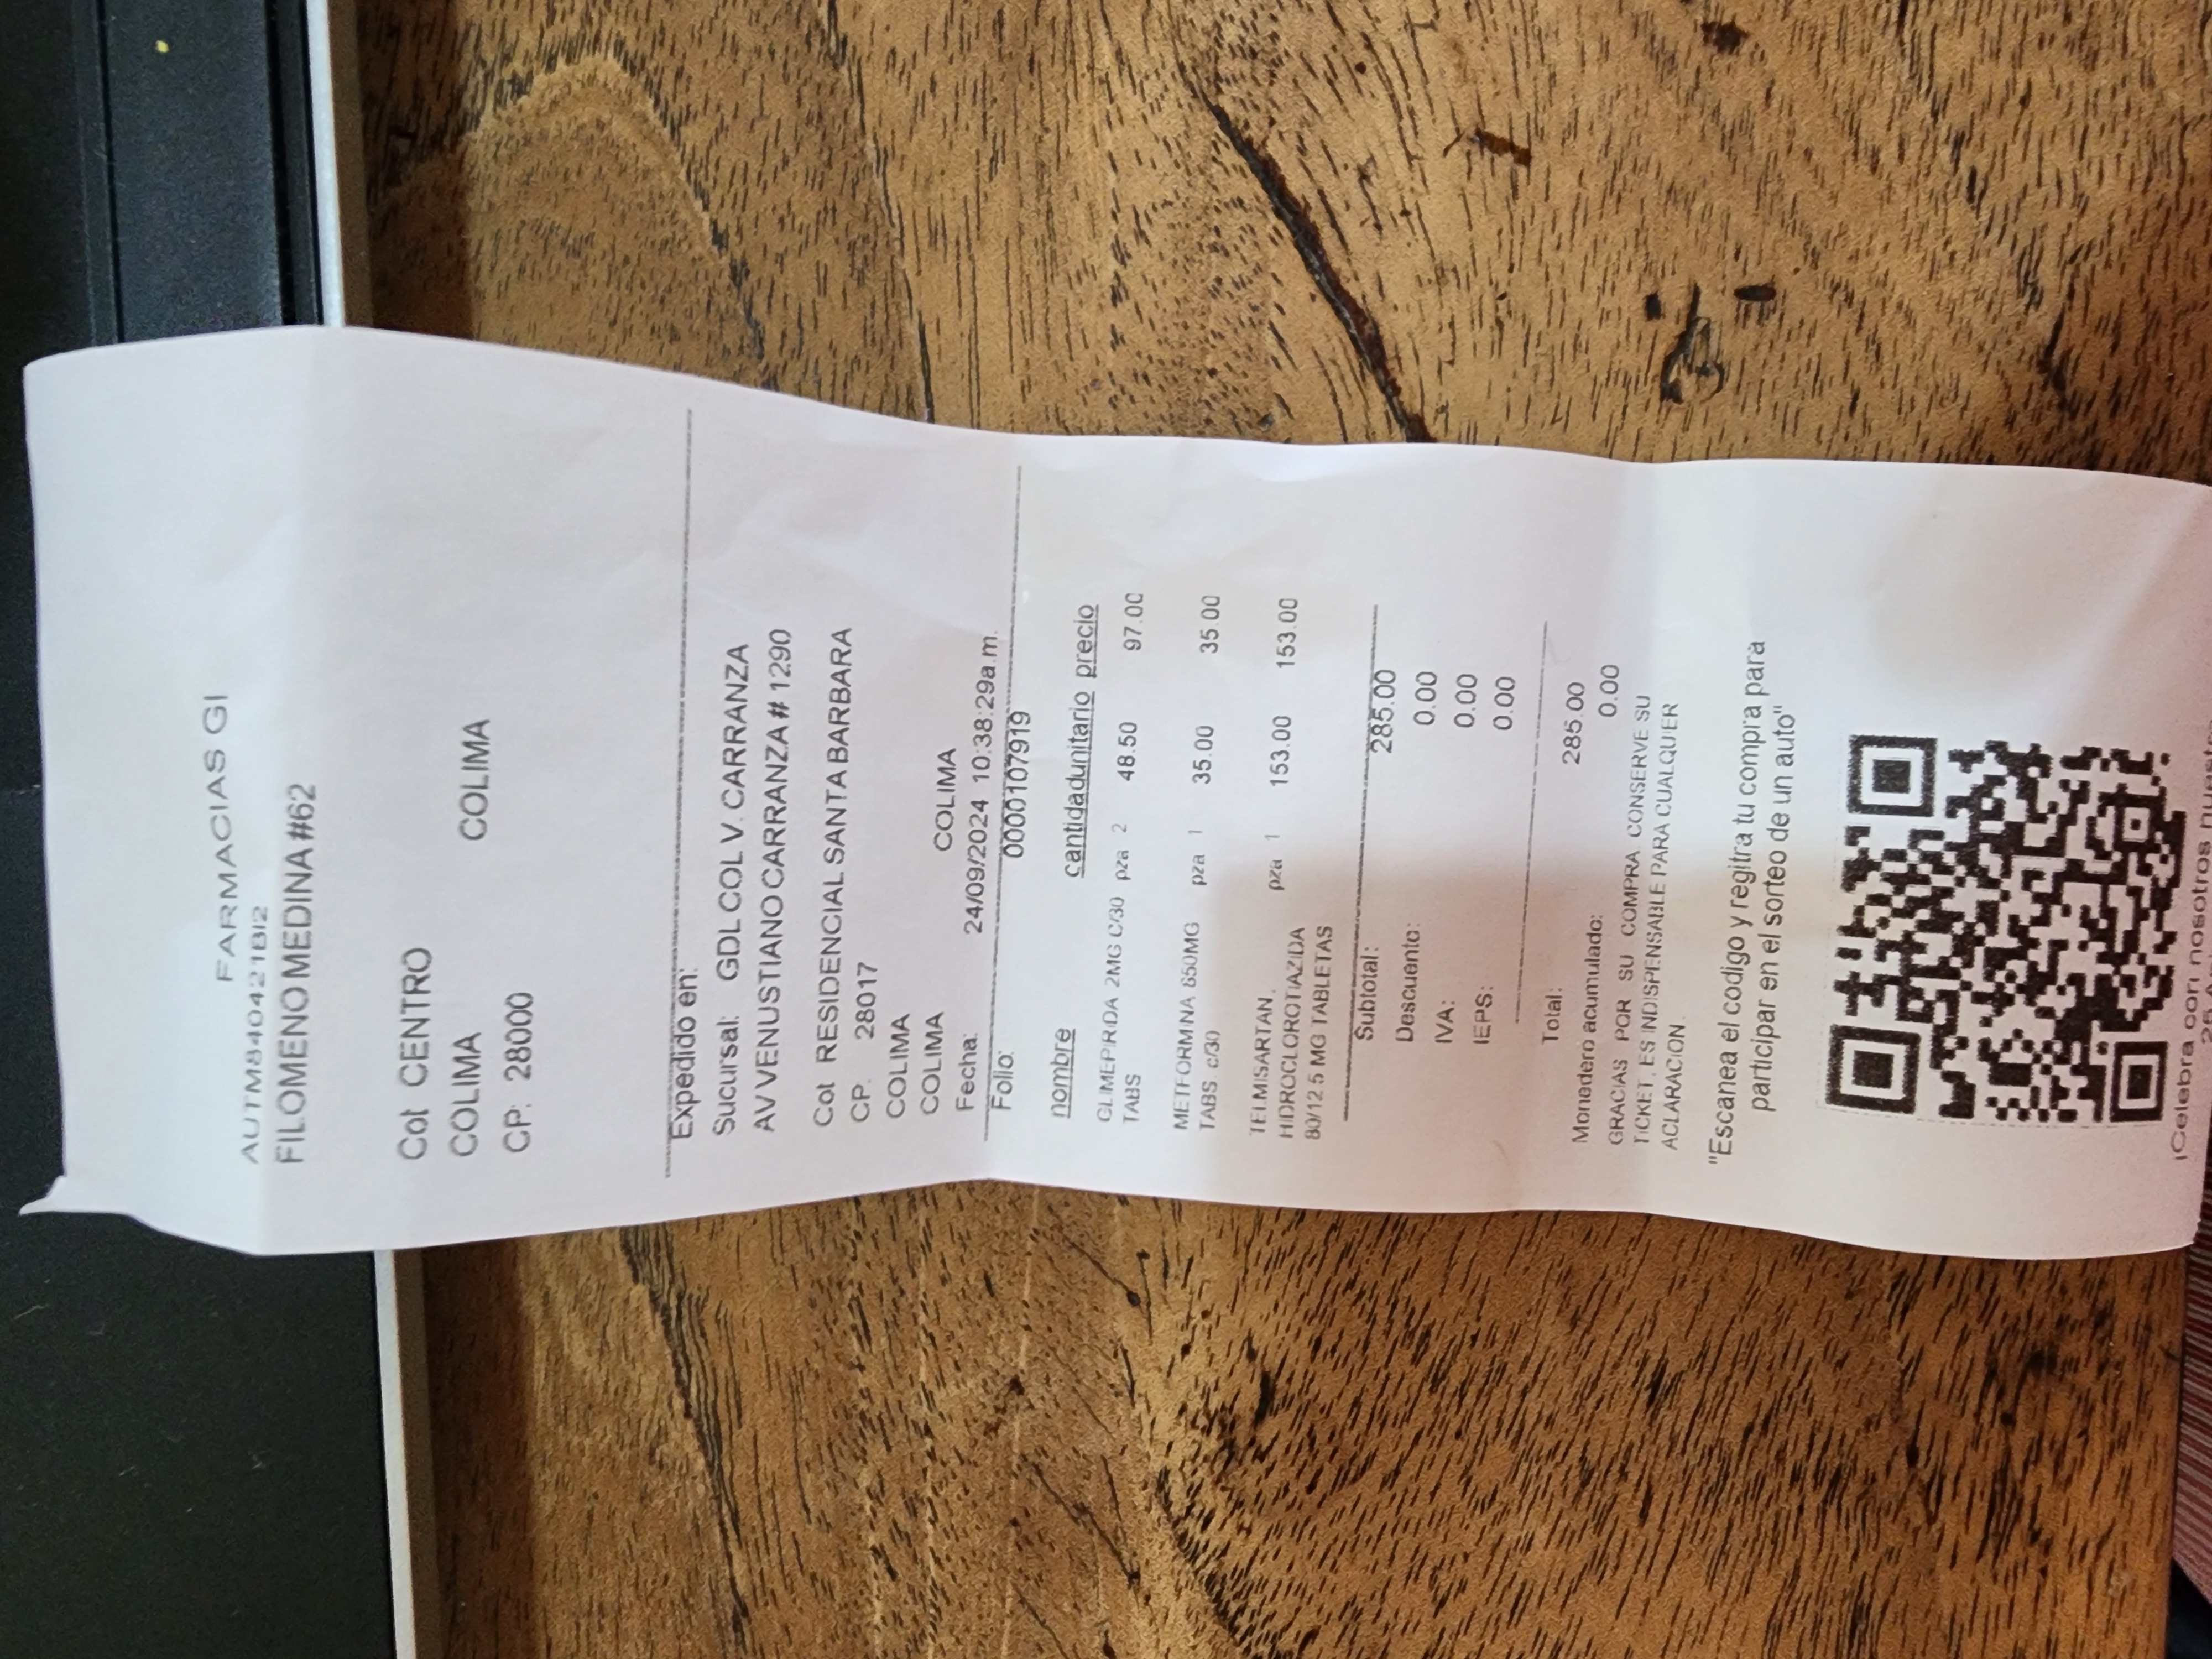 FARMACIAS GI
AUTM840421BI2
FILOMENO MEDINA #62
Col CENTRO
COLIMA COLIMA
CP. 28000
Expedido en:
Sucursal: GDL COL V. CARRANZA
AV VENUSTIANO CARRANZA # 1290
Col RESIDENCIAL SANTA BARBARA
CP. 28017
COLIMA
COLIMA COLIMA
Fecha: 24/09/2024 10:38:29a.m.
Folio: 0000107919
nombre cantidadunitario precio
GLIMEPIRIDA 2MG C/30 pza 2 48.50 97.00
TABS
METFORMINA 850MG pza 1 35.00 35.00
TABS c/30
TELMISARTAN, pza 1 153.00 153.00
HIDROCLOROTIAZIDA
80/12.5 MG TABLETAS
Subtotal: 285.00
Descuento: 0.00
IVA: 0.00
IEPS: 0.00
Total: 285.00
Monedero acumulado: 0.00
GRACIAS POR SU COMPRA. CONSERVE SU
TICKET, ES INDISPENSABLE PARA CUALQUIER
ACLARACION.
"Escanea el codigo y regitra tu compra para
participar en el sorteo de un auto"
¡Celebra con nosotros